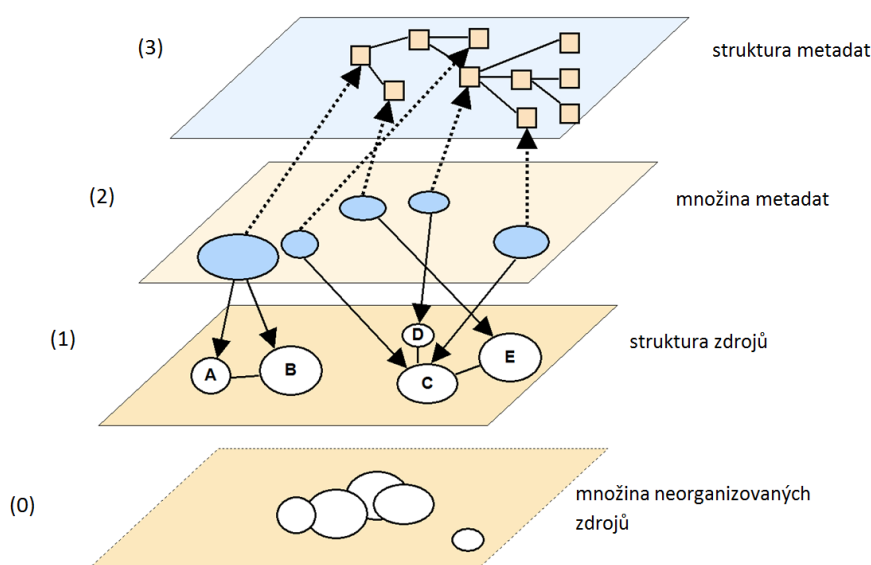 (3)
struktura metadat
(2)
množina metadat
(1)
struktura zdrojů
D
E
A
B
C
(0)
množina neorganizovaných
zdrojů